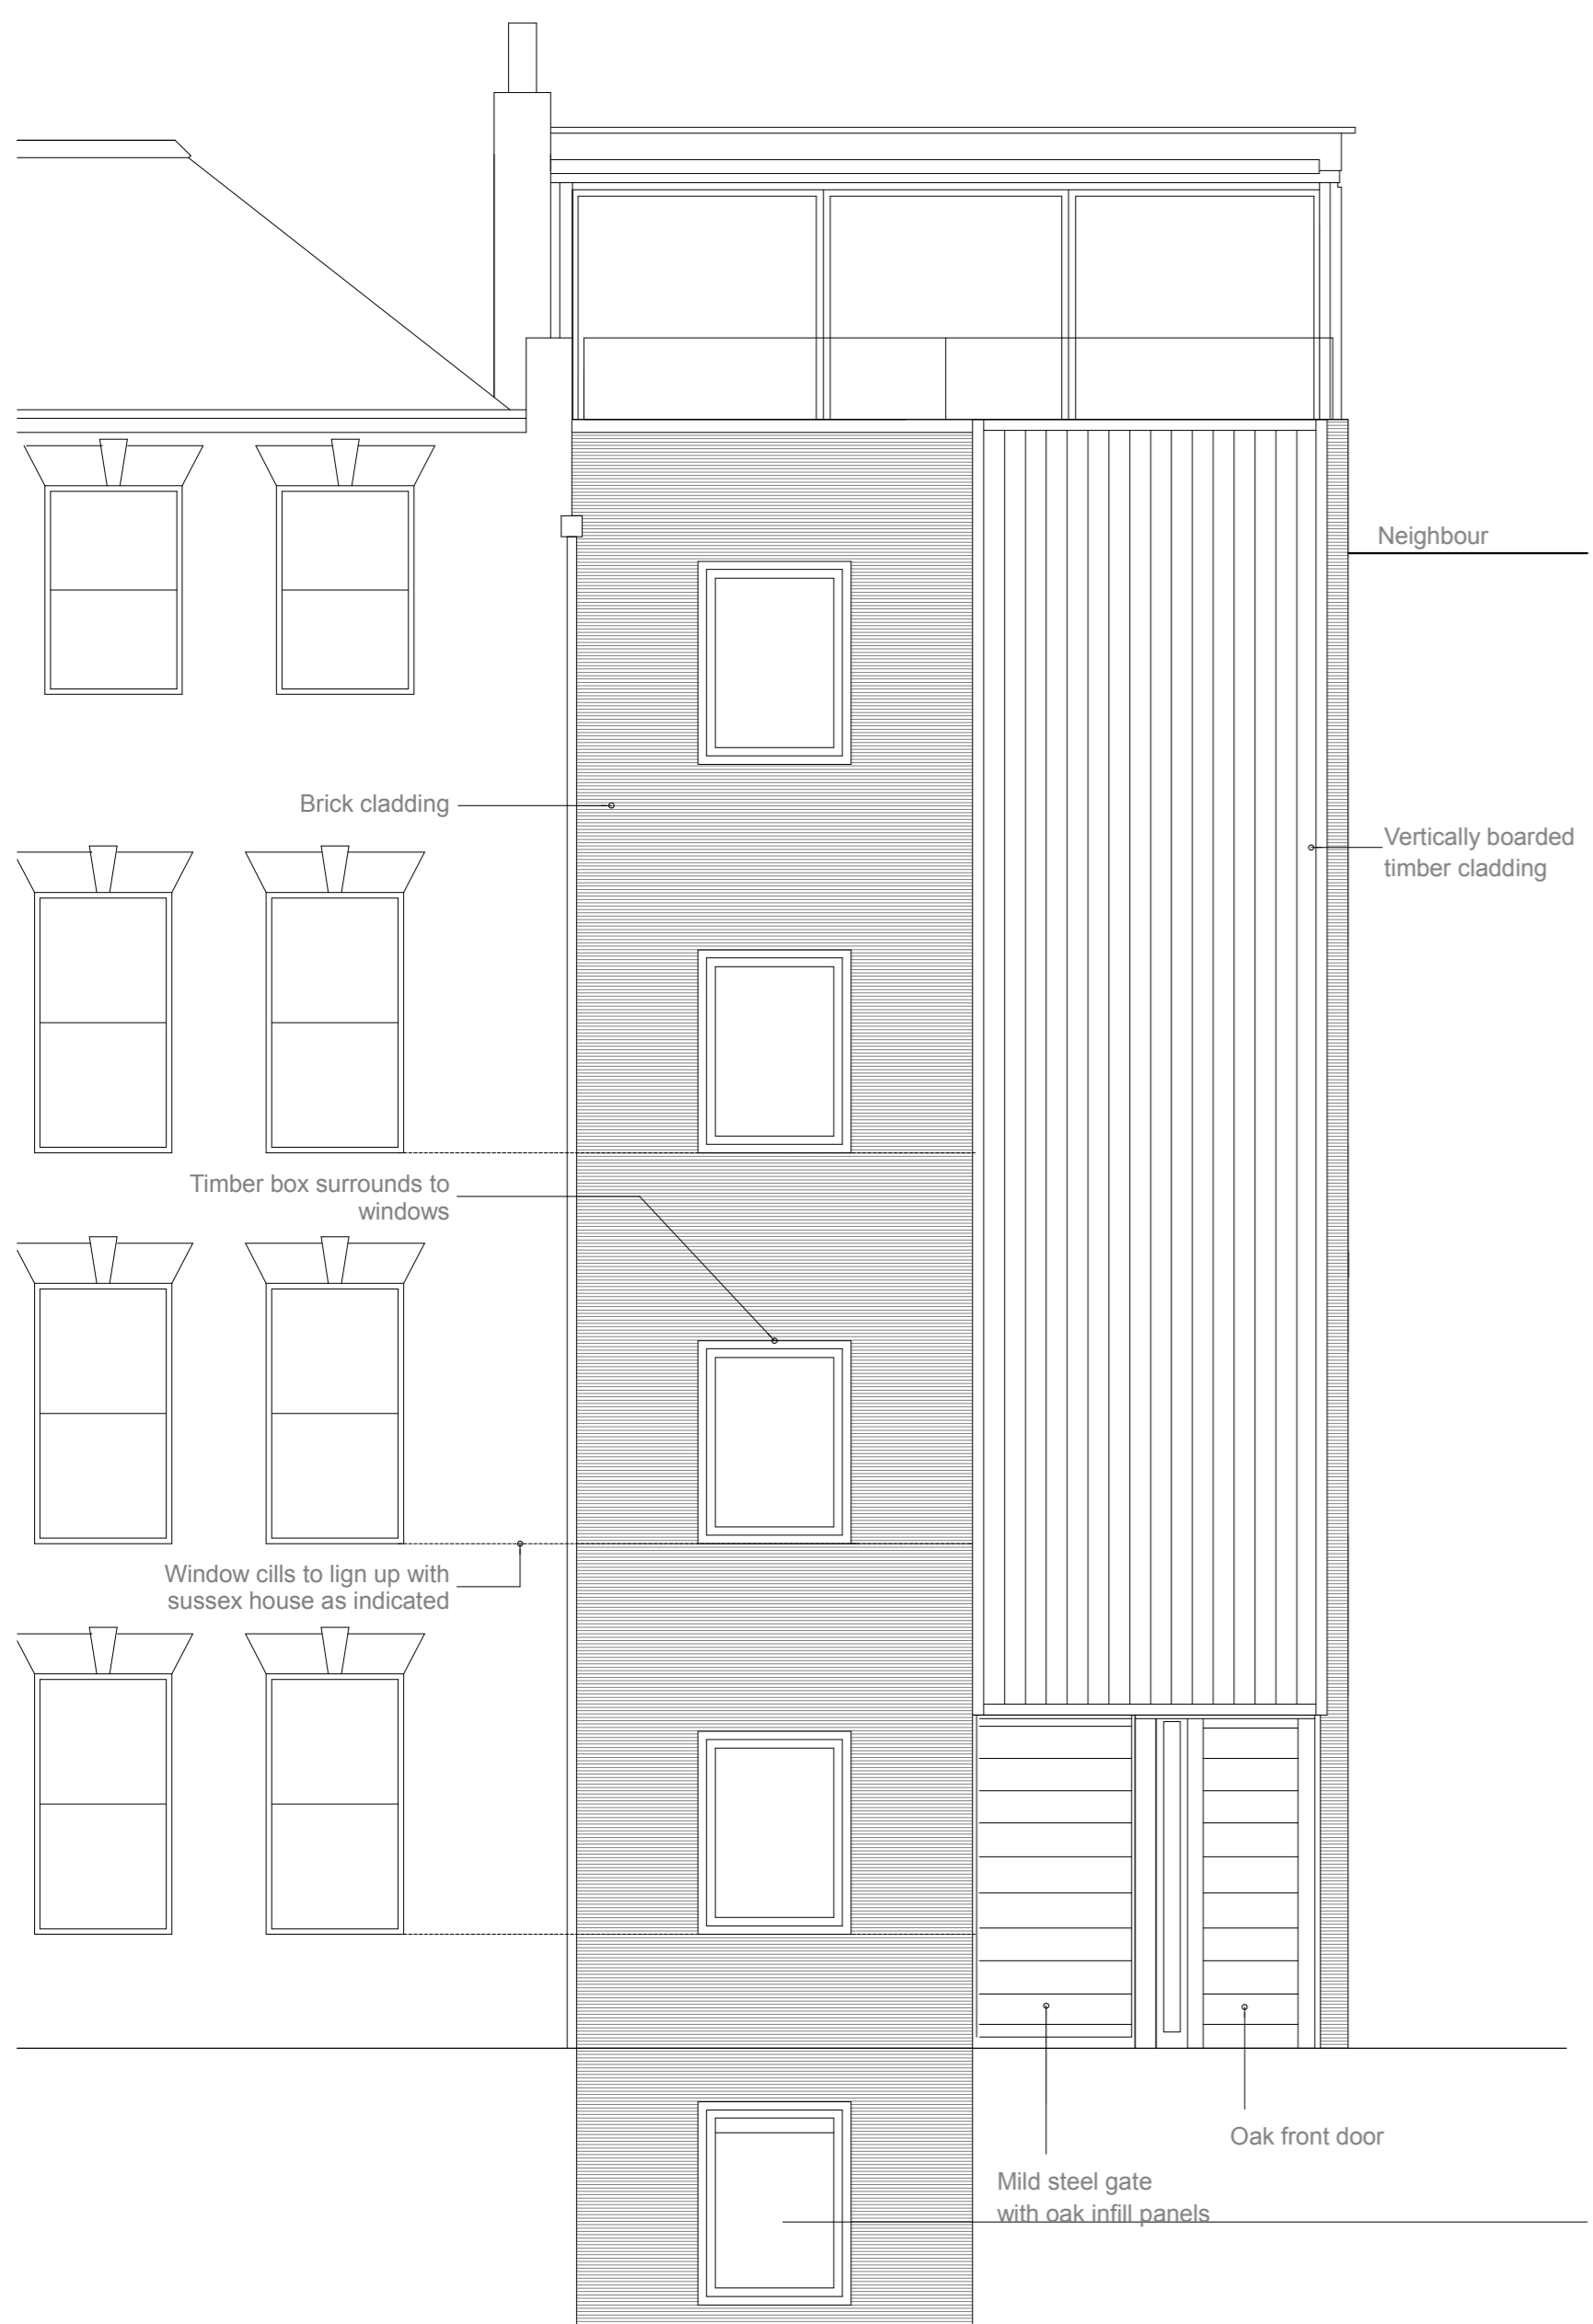 Neighbour
Brick cladding
Vertically boarded
timber cladding
Timber box surrounds to
windows
Window cills to lign up with
sussex house as indicated
Oak front door
Mild steel gate
with oak infill panels